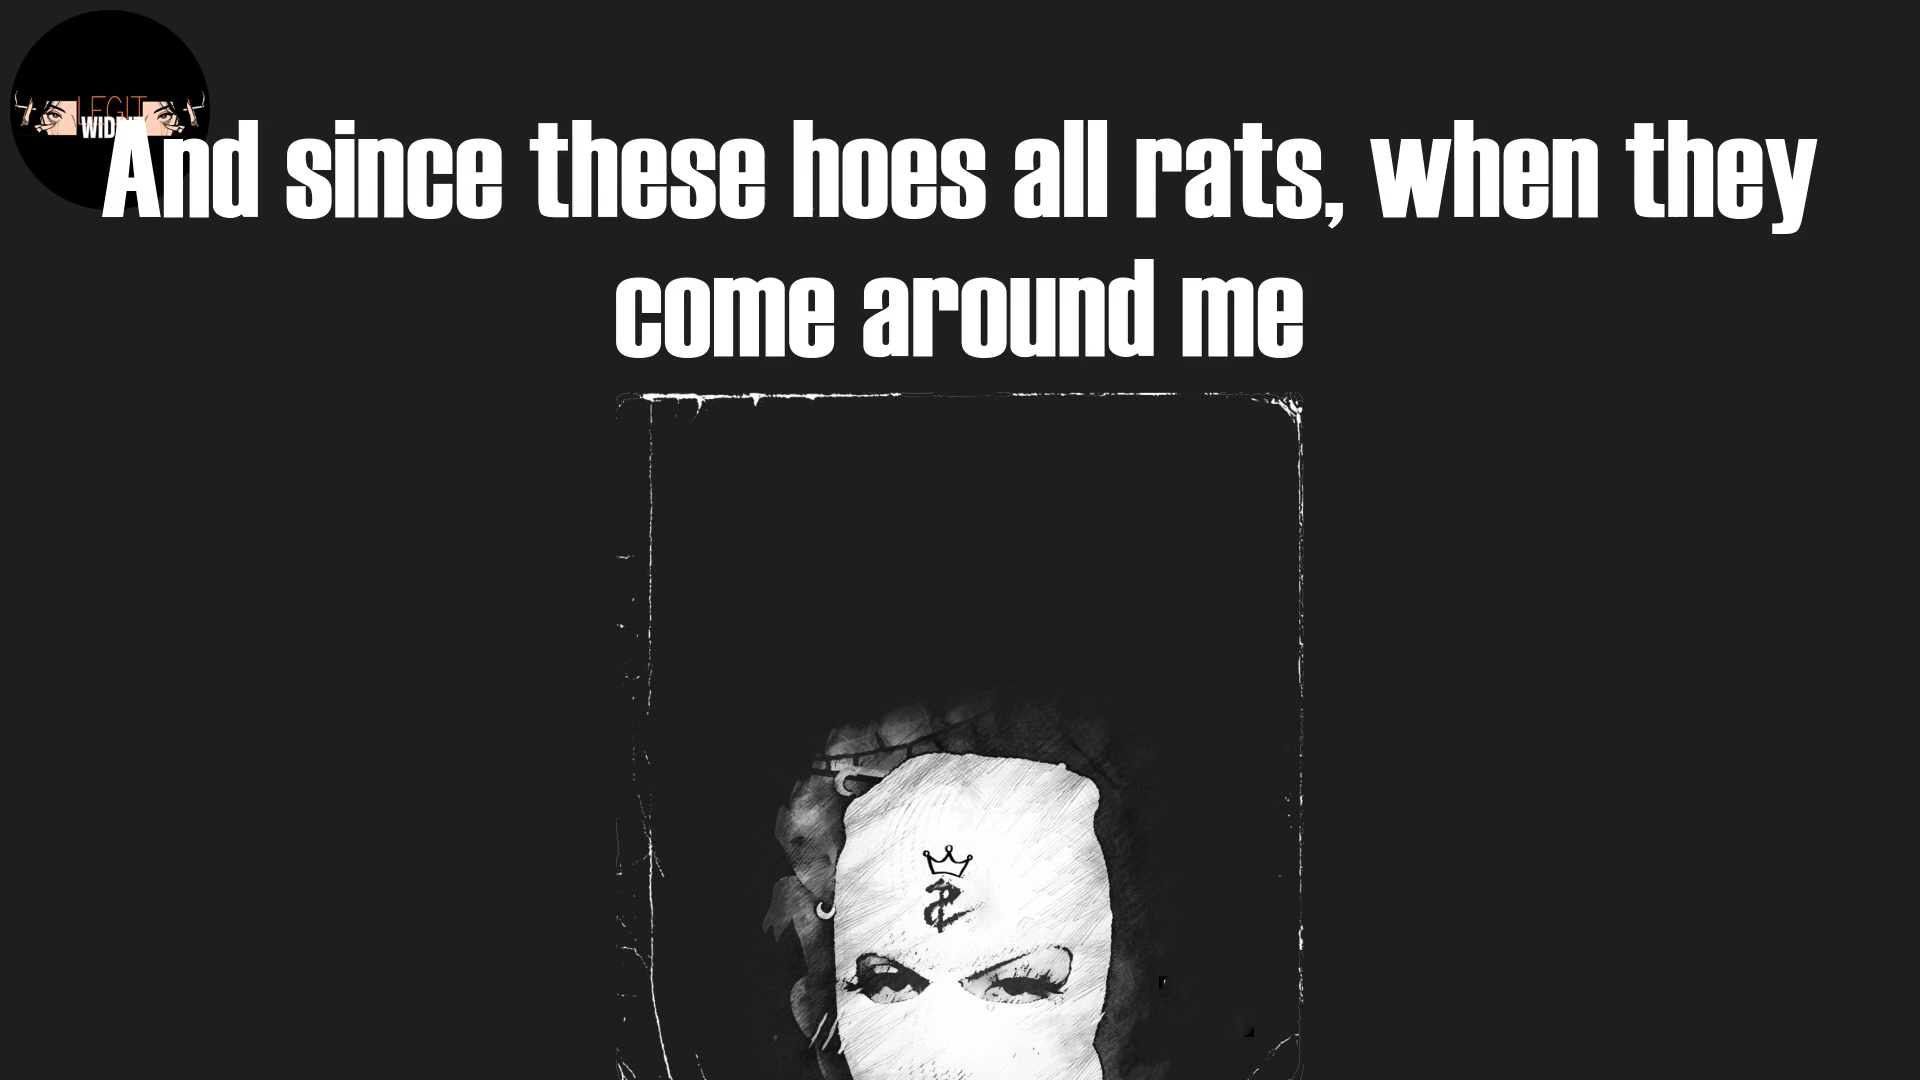 LEGIT
And since these hoes all rats, when they
come around me